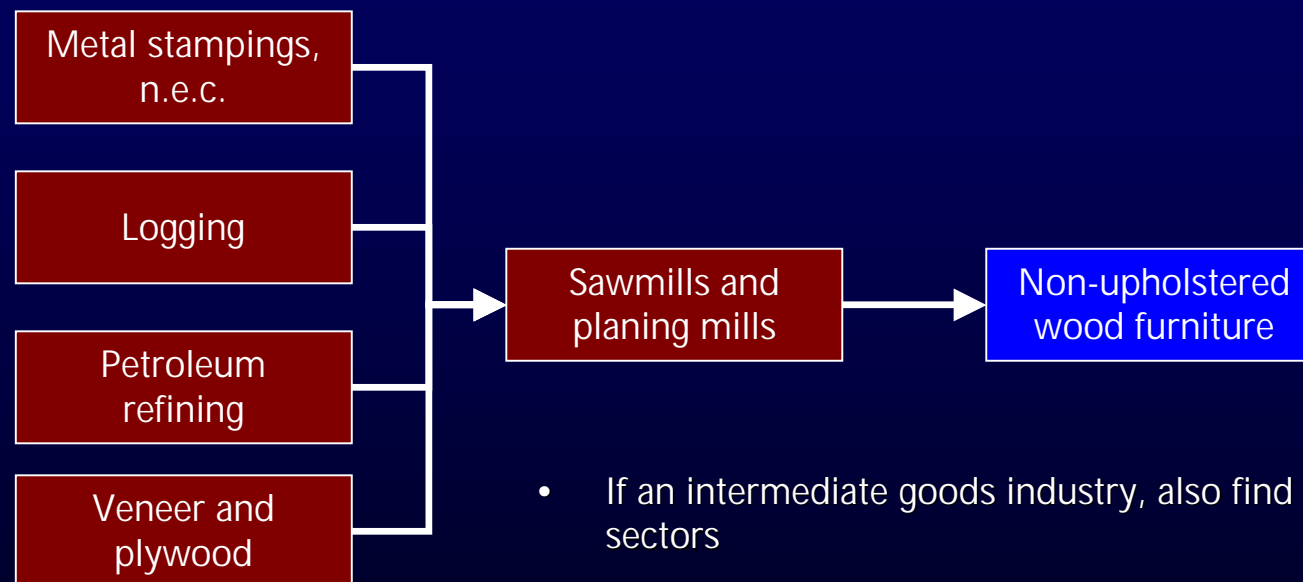 Metal stampings,
n.e.c.
Logging
Petroleum
refining
Veneer and
plywood
Sawmills and
planing mills
Non-upholstered
wood furniture
• If an intermediate goods industry, also find
sectors